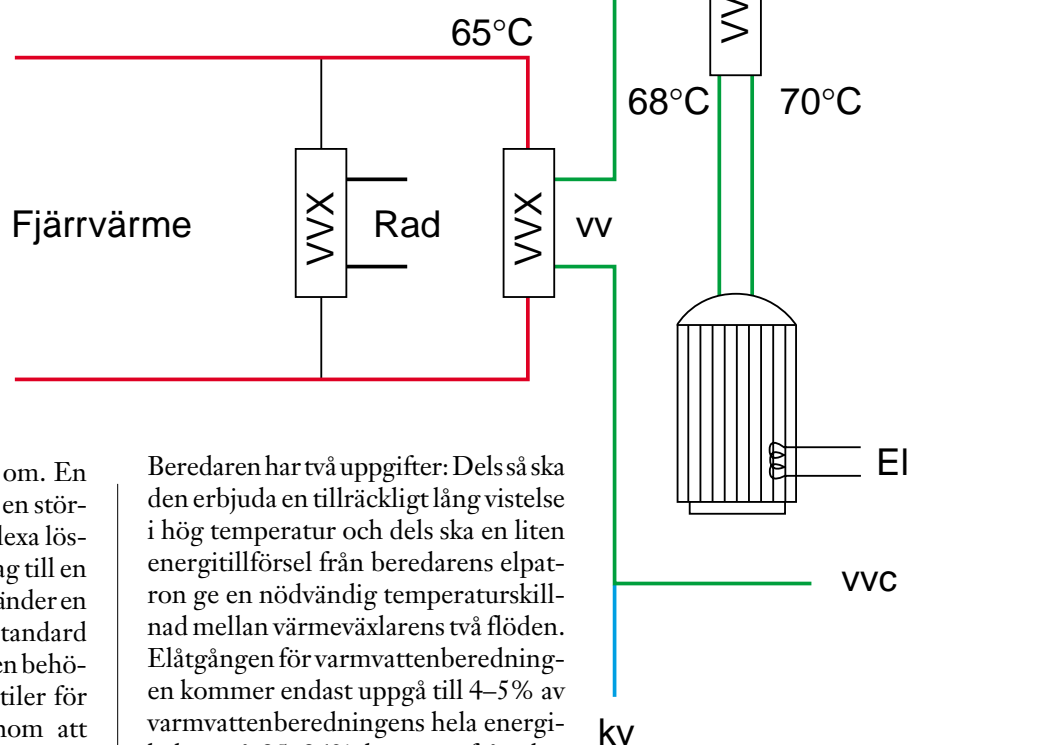 65°C
VVX
68°C
70°C
Fjärrvärme
VVX
Rad
VVX
vv
El
vvc
kv
om. En
en stör-
lexa lös-
ag till en
änder en
tandard
en behö-
tiler för
nom att
Beredaren har två uppgifter: Dels så ska
den erbjuda en tillräckligt lång vistelse
i hög temperatur och dels ska en liten
energitillförsel från beredarens elpat-
ron ge en nödvändig temperaturskill-
nad mellan värmeväxlarens två flöden.
Elåtgången för varmvattenberedning-
en kommer endast uppgå till 4–5% av
varmvattenberedningens hela energi-